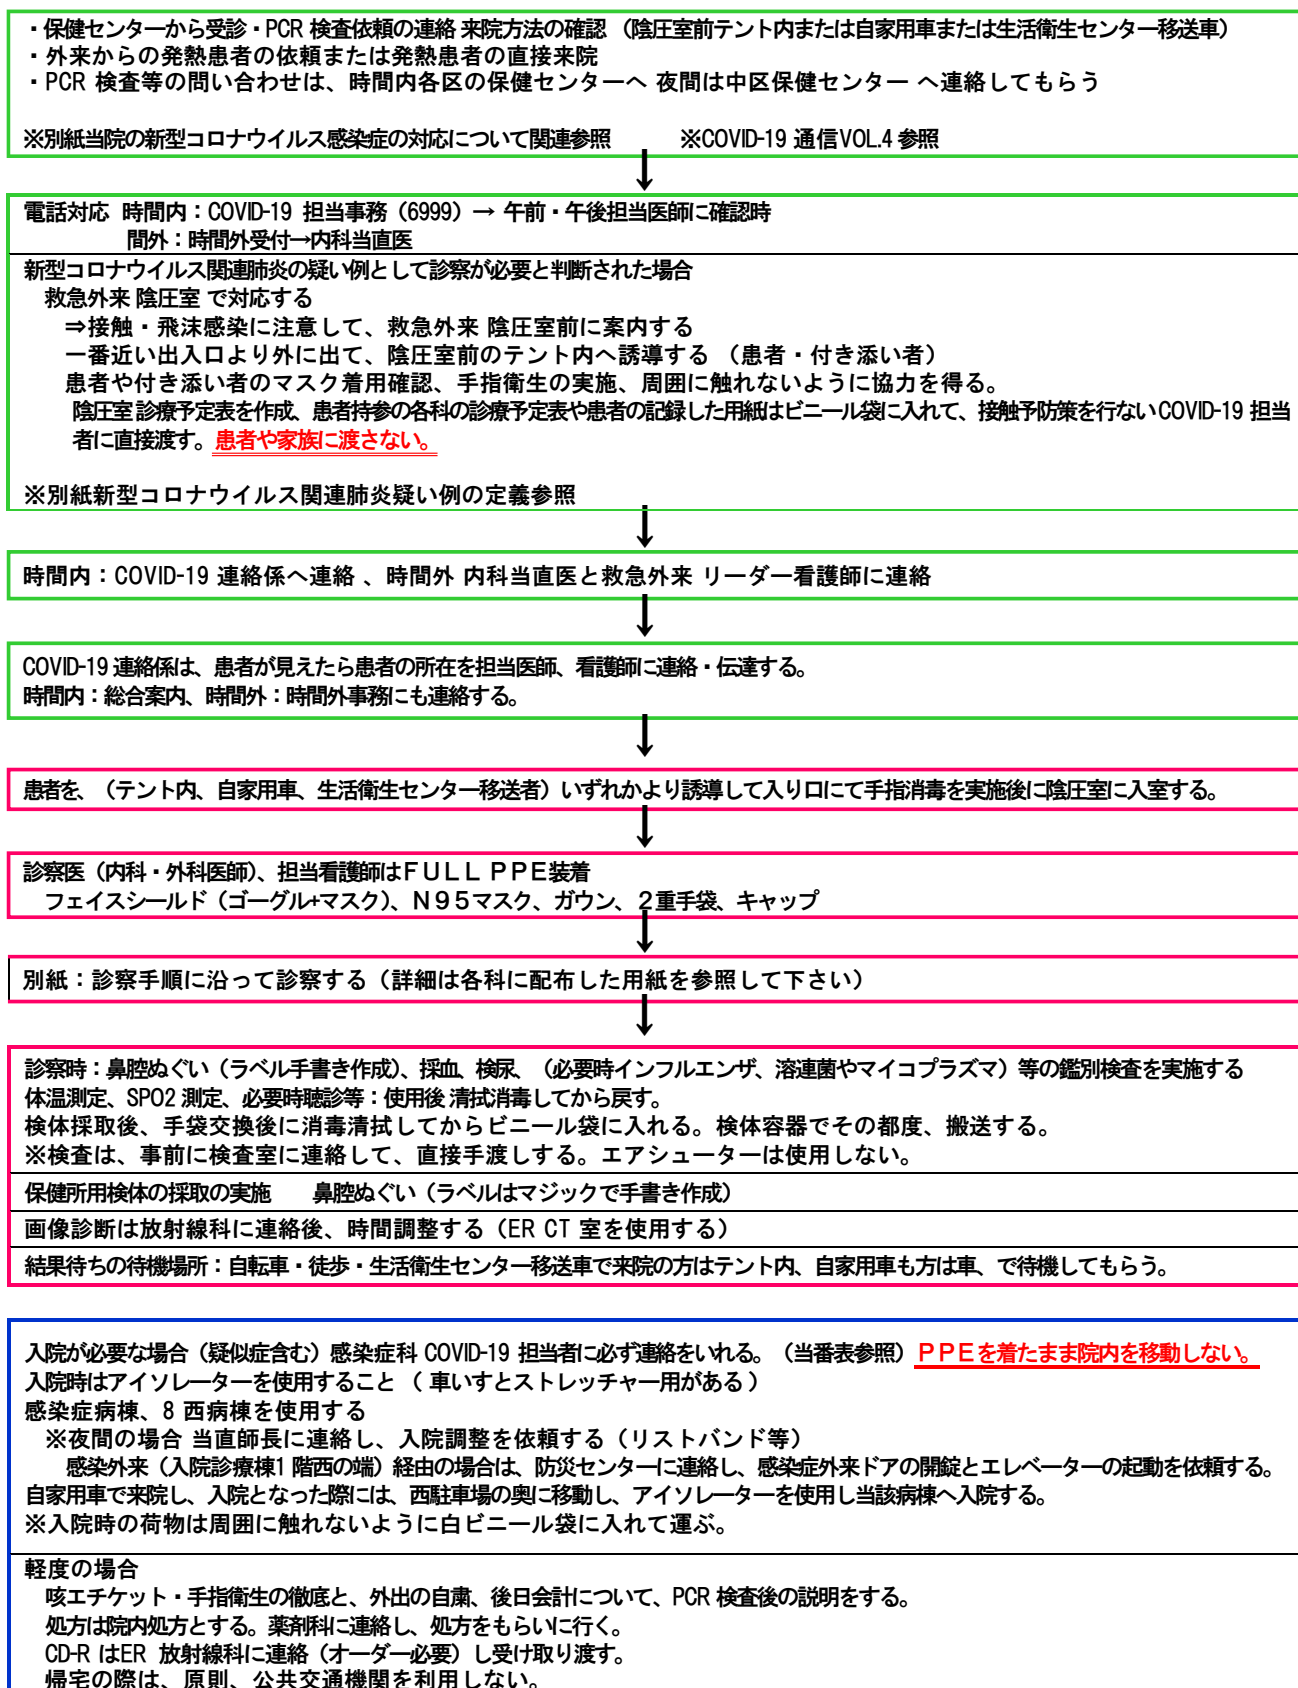 ・保健センターから受診・PCR 検査依頼の連絡 来院方法の確認 （陰圧室前テント内または自家用車または生活衛生センター移送車）
・外来からの発熱患者の依頼または発熱患者の直接来院
・PCR 検査等の問い合わせは、時間内各区の保健センターへ 夜間は中区保健センター へ連絡してもらう
※別紙当院の新型コロナウイルス感染症の対応について関連参照　　　※COVID-19 通信VOL.4 参照
↓
電話対応 時間内：COVID-19 担当事務（6999）→ 午前・午後担当医師に確認時
間外：時間外受付→内科当直医
新型コロナウイルス関連肺炎の疑い例として診察が必要と判断された場合
救急外来 陰圧室 で対応する
⇒接触・飛沫感染に注意して、救急外来 陰圧室前に案内する
一番近い出入口より外に出て、陰圧室前のテント内へ誘導する （患者・付き添い者）
患者や付き添い者のマスク着用確認、手指衛生の実施、周囲に触れないように協力を得る。
陰圧室 診療予定表を作成、患者持参の各科の診療予定表や患者の記録した用紙はビニール袋に入れて、接触予防策を行ない COVID-19 担当
者に直接渡す。患者や家族に渡さない。
※別紙新型コロナウイルス関連肺炎疑い例の定義参照
↓
時間内：COVID-19 連絡係へ連絡 、時間外 内科当直医と救急外来 リーダー看護師に連絡
↓
COVID-19 連絡係は、患者が見えたら患者の所在を担当医師、看護師に連絡・伝達する。
時間内：総合案内、時間外：時間外事務にも連絡する。
↓
患者を、（テント内、自家用車、生活衛生センター移送者）いずれかより誘導して入り口にて手指消毒を実施後に陰圧室に入室する。
↓
診察医（内科・外科医師）、担当看護師はＦＵＬＬ ＰＰＥ装着
フェイスシールド（ゴーグル+マスク）、Ｎ９５マスク、ガウン、２重手袋、キャップ
↓
別紙：診察手順に沿って診察する（詳細は各科に配布した用紙を参照して下さい）
↓
診察時：鼻腔ぬぐい（ラベル手書き作成）、採血、検尿、（必要時インフルエンザ、溶連菌やマイコプラズマ）等の鑑別検査を実施する
体温測定、SPO2 測定、必要時聴診等：使用後 清拭消毒してから戻す。
検体採取後、手袋交換後に消毒清拭してからビニール袋に入れる。検体容器でその都度、搬送する。
※検査は、事前に検査室に連絡して、直接手渡しする。エアシューターは使用しない。
保健所用検体の採取の実施　　鼻腔ぬぐい（ラベルはマジックで手書き作成）
画像診断は放射線科に連絡後、時間調整する（ER CT 室を使用する）
結果待ちの待機場所：自転車・徒歩・生活衛生センター移送車で来院の方はテント内、自家用車も方は車、で待機してもらう。
入院が必要な場合（疑似症含む）感染症科 COVID-19 担当者に必ず連絡をいれる。（当番表参照）ＰＰＥを着たまま院内を移動しない。
入院時はアイソレーターを使用すること （ 車いすとストレッチャー用がある ）
感染症病棟、8 西病棟を使用する
※夜間の場合 当直師長に連絡し、入院調整を依頼する（リストバンド等）
感染外来（入院診療棟1 階西の端）経由の場合は、防災センターに連絡し、感染症外来ドアの開錠とエレベーターの起動を依頼する。
自家用車で来院し、入院となった際には、西駐車場の奥に移動し、アイソレーターを使用し当該病棟へ入院する。
※入院時の荷物は周囲に触れないように白ビニール袋に入れて運ぶ。
軽度の場合
咳エチケット・手指衛生の徹底と、外出の自粛、後日会計について、PCR 検査後の説明をする。
処方は院内処方とする。薬剤科に連絡し、処方をもらいに行く。
CD-R はER 放射線科に連絡（オーダー必要）し受け取り渡す。
帰宅の際は、原則、公共交通機関を利用しない。